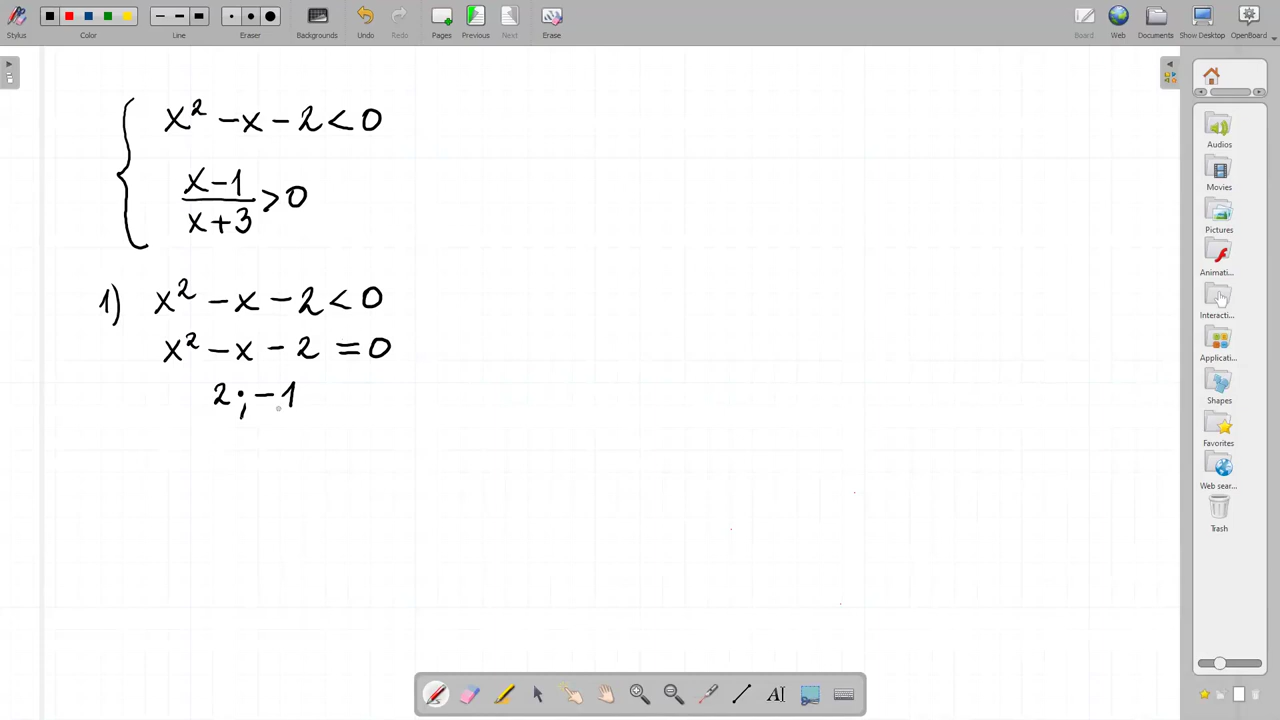 Stylus Color Line Eraser Backgrounds Undo Redo Pages Previous Next Erase Board Web Documents Show Desktop OpenBoard
x² - x - 2 < 0
x - 1
x + 3
> 0
1) x² - x - 2 < 0
x² - x - 2 = 0
2 ; -1
Audios
Movies
Pictures
Animati...
Interacti...
Applicati...
Shapes
Favorites
Web sear...
Trash
AI